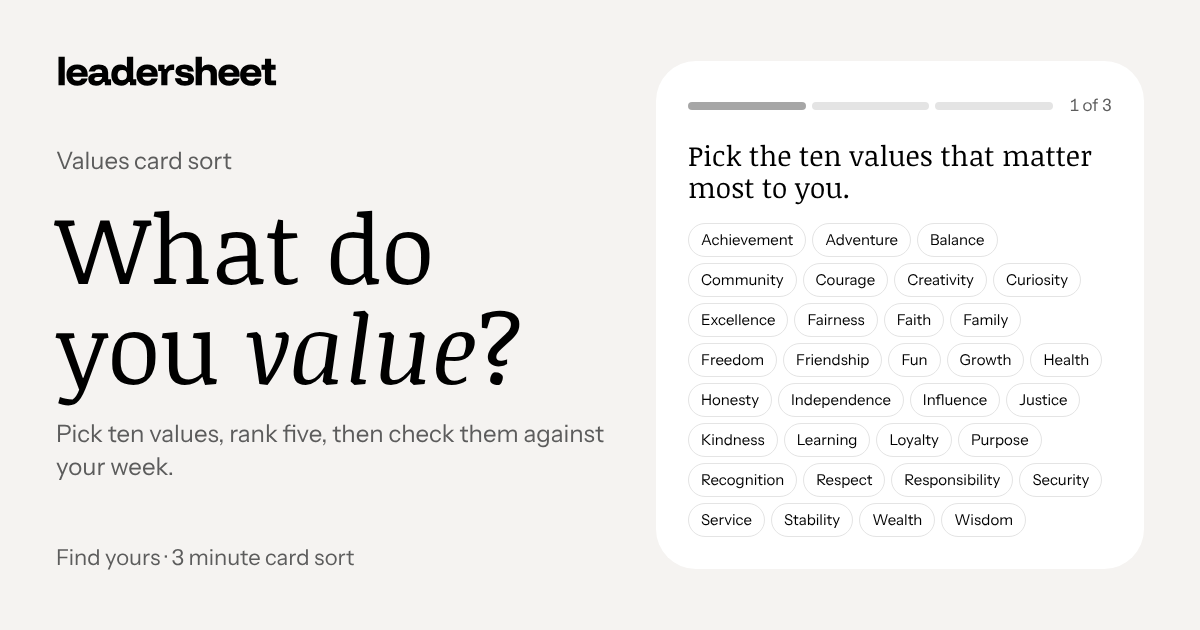 leadersheet
Values card sort
What do
you value?
Pick ten values, rank five, then check them against
your week.
Find yours · 3 minute card sort
1 of 3
Pick the ten values that matter
most to you.
Achievement Adventure Balance
Community Courage Creativity Curiosity
Excellence Fairness Faith Family
Freedom Friendship Fun Growth Health
Honesty Independence Influence Justice
Kindness Learning Loyalty Purpose
Recognition Respect Responsibility Security
Service Stability Wealth Wisdom